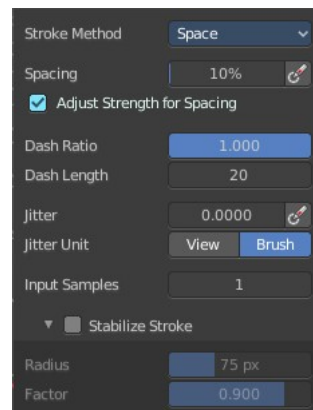 Stroke Method Space
Spacing 10%
Adjust Strength for Spacing
Dash Ratio 1.000
Dash Length 20
Jitter 0.0000
Jitter Unit View Brush
Input Samples 1
Stabilize Stroke
Radius 75 px
Factor 0.900